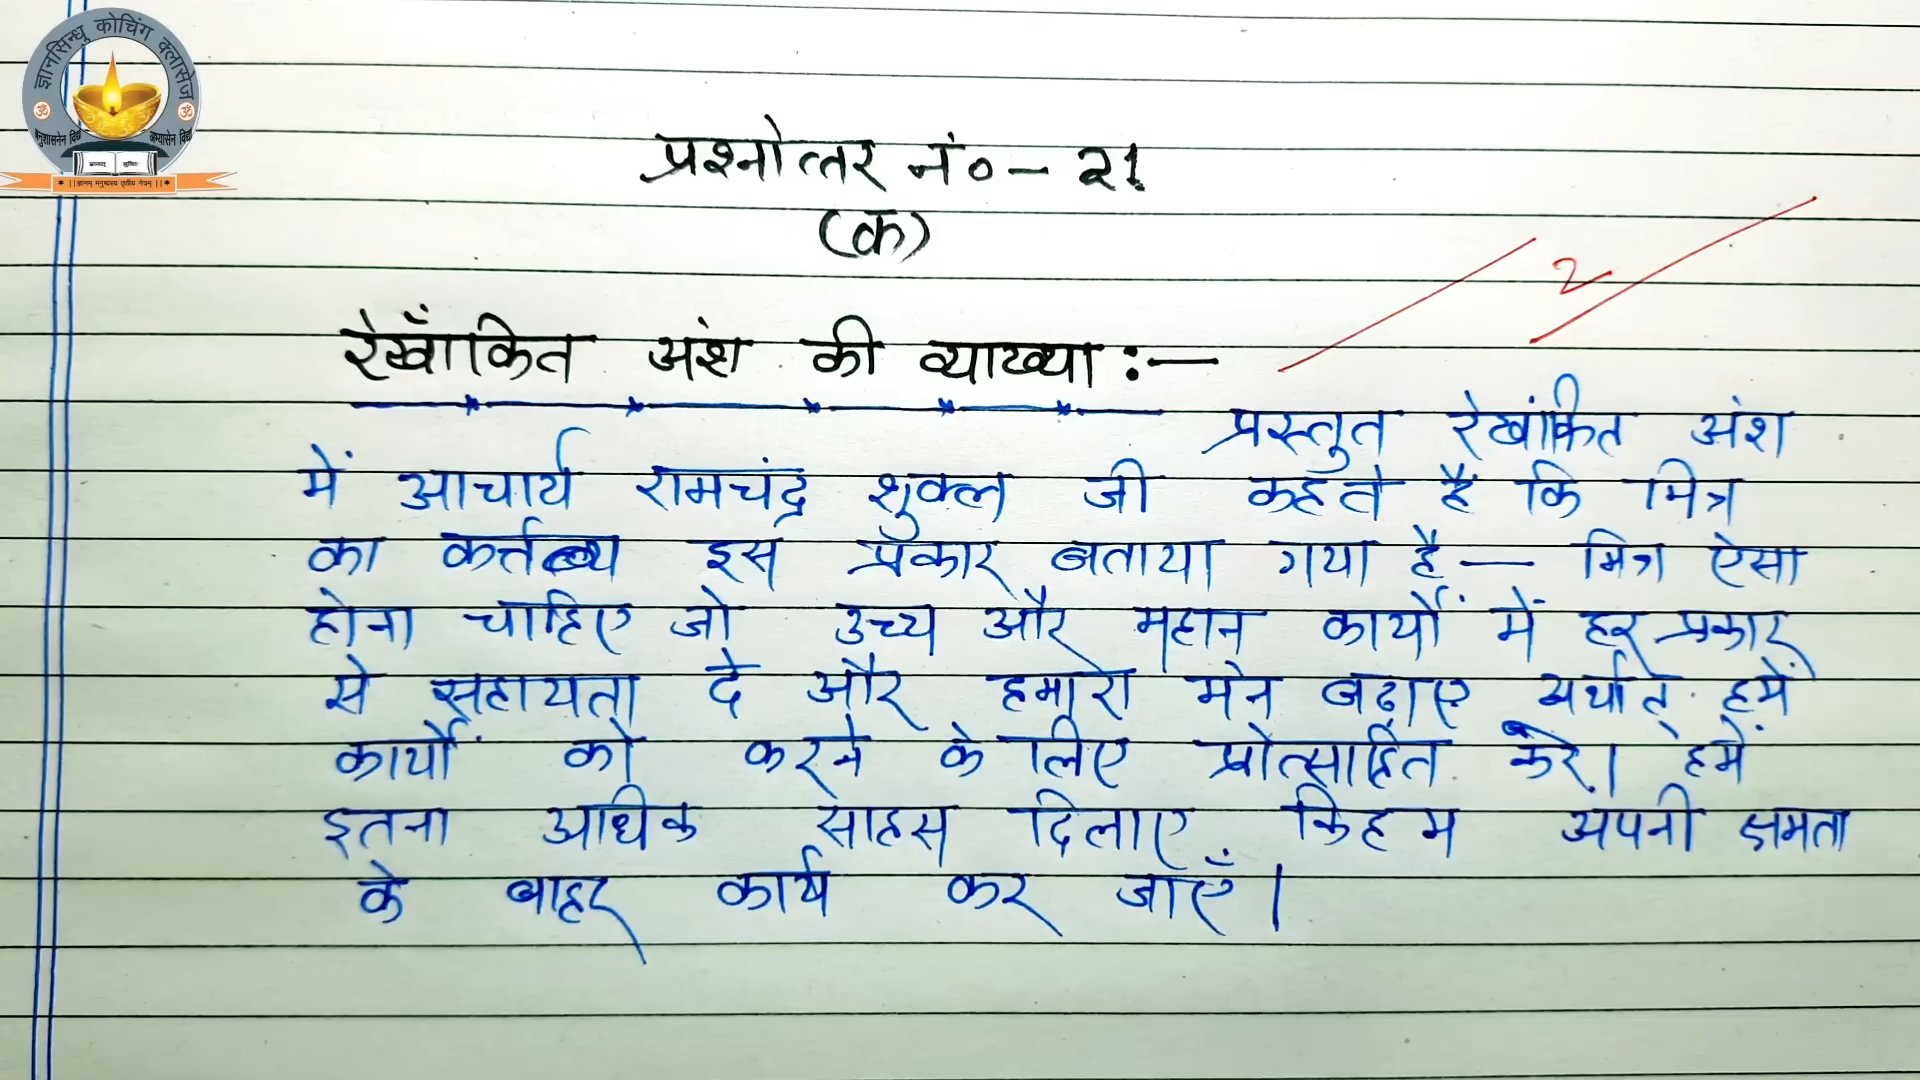 ज्ञानसिन्धु कोचिंग क्लासेज
प्रश्नोत्तर नं० - 21
(क)
2
रेखाँकित अंश की व्याख्या :-
प्रस्तुत रेखांकित अंश
में आचार्य रामचंद्र शुक्ल जी कहते हैं कि मित्र
का कर्त्तव्य इस प्रकार बताया गया है - मित्र ऐसा
होना चाहिए जो उच्च और महान कार्यों में हर प्रकार
से सहायता दे और हमारा मन बढ़ाए अर्थात् हमें
कार्यों को करने के लिए प्रोत्साहित करे। हमें
इतना अधिक साहस दिलाए कि हम अपनी क्षमता
के बाहर कार्य कर जाएँ।